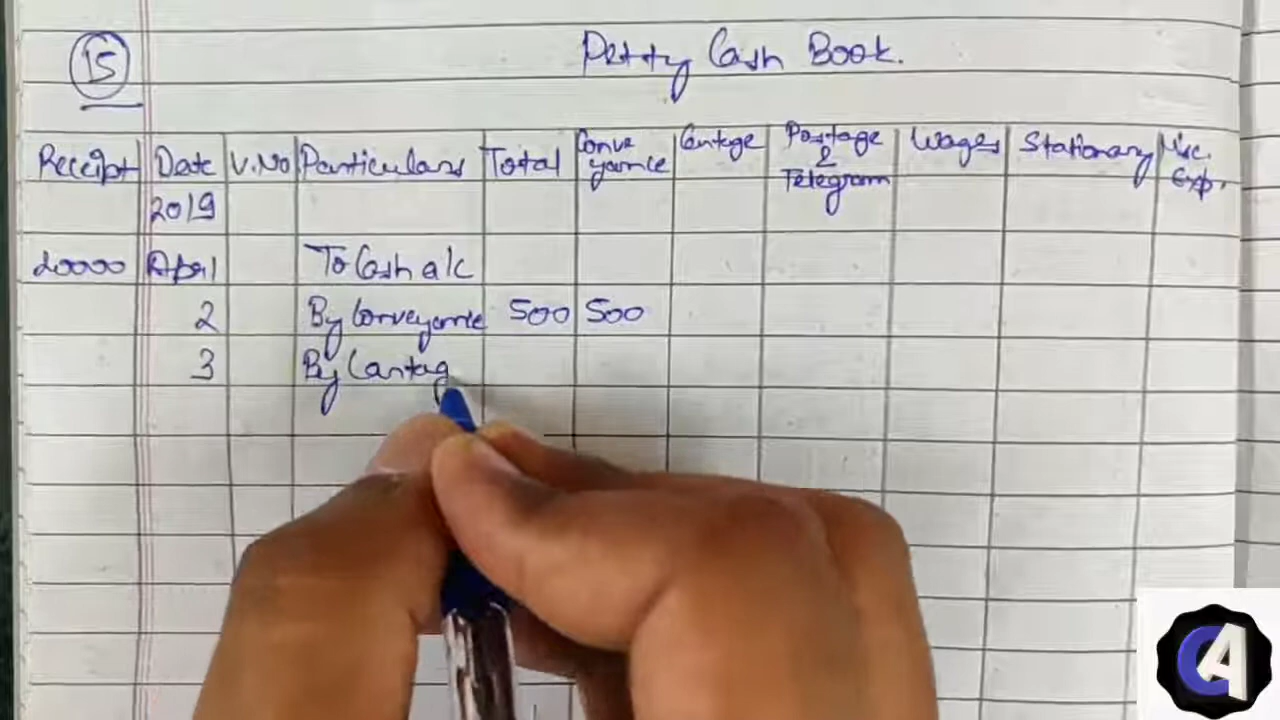 15
Petty Cash Book.
Receipt Date V.No Particulars Total Conve yance Cartage Postage & Telegram Wages Stationary Misc. Exp.
2019
20000 April To Cash a/c
2 By Conveyance 500 500
3 By Cartag
CA